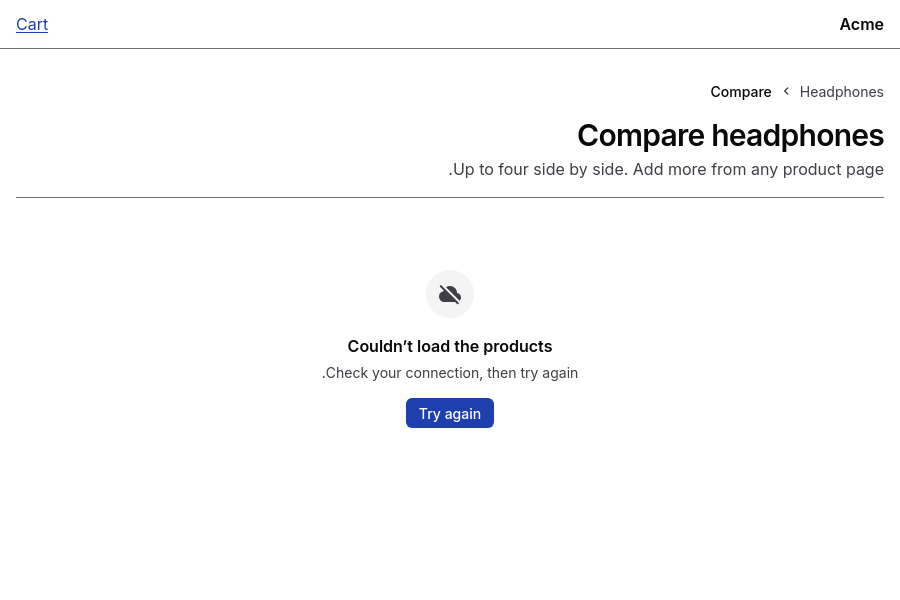 Acme
Cart
Headphones
Compare
Compare headphones
Up to four side by side. Add more from any product page.
Couldn’t load the products
Check your connection, then try again.
Try again